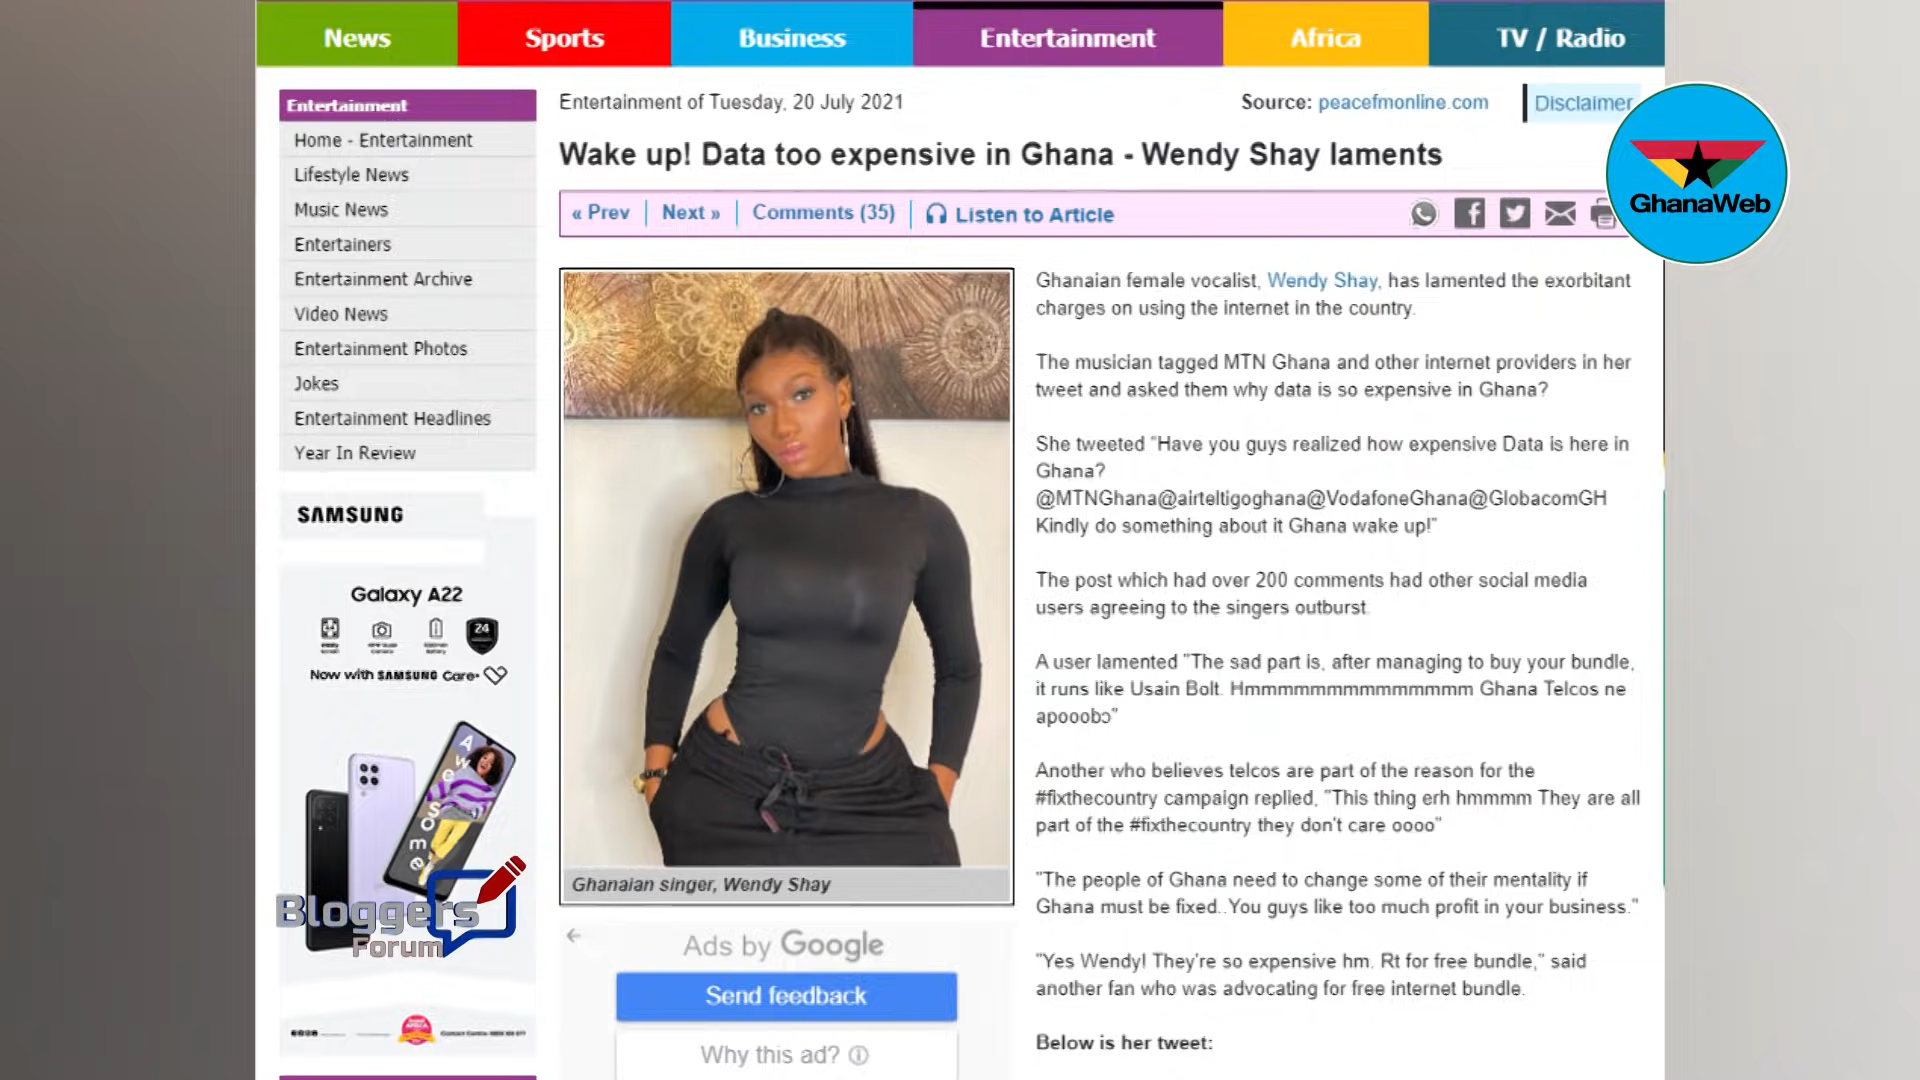 News
Sports
Business
Entertainment
Africa
TV / Radio
Entertainment
Home - Entertainment
Lifestyle News
Music News
Entertainers
Entertainment Archive
Video News
Entertainment Photos
Jokes
Entertainment Headlines
Year In Review
SAMSUNG
Galaxy A22
24
Now with SAMSUNG Care+
Awesome
Bloggers
Forum
Entertainment of Tuesday, 20 July 2021
Source: peacefmonline.com
Disclaimer
GhanaWeb
Wake up! Data too expensive in Ghana - Wendy Shay laments
« Prev
Next »
Comments (35)
Listen to Article
Ghanaian singer, Wendy Shay
Ads by Google
Send feedback
Why this ad?
Ghanaian female vocalist, Wendy Shay, has lamented the exorbitant
charges on using the internet in the country.
The musician tagged MTN Ghana and other internet providers in her
tweet and asked them why data is so expensive in Ghana?
She tweeted “Have you guys realized how expensive Data is here in
Ghana?
@MTNGhana@airteltigoghana@VodafoneGhana@GlobacomGH
Kindly do something about it Ghana wake up!”
The post which had over 200 comments had other social media
users agreeing to the singers outburst.
A user lamented "The sad part is, after managing to buy your bundle,
it runs like Usain Bolt. Hmmmmmmmmmmmmmm Ghana Telcos ne
apooobɔ”
Another who believes telcos are part of the reason for the
#fixthecountry campaign replied, "This thing erh hmmmm They are all
part of the #fixthecountry they don't care oooo”
"The people of Ghana need to change some of their mentality if
Ghana must be fixed..You guys like too much profit in your business.”
"Yes Wendy! They're so expensive hm. Rt for free bundle,” said
another fan who was advocating for free internet bundle.
Below is her tweet: